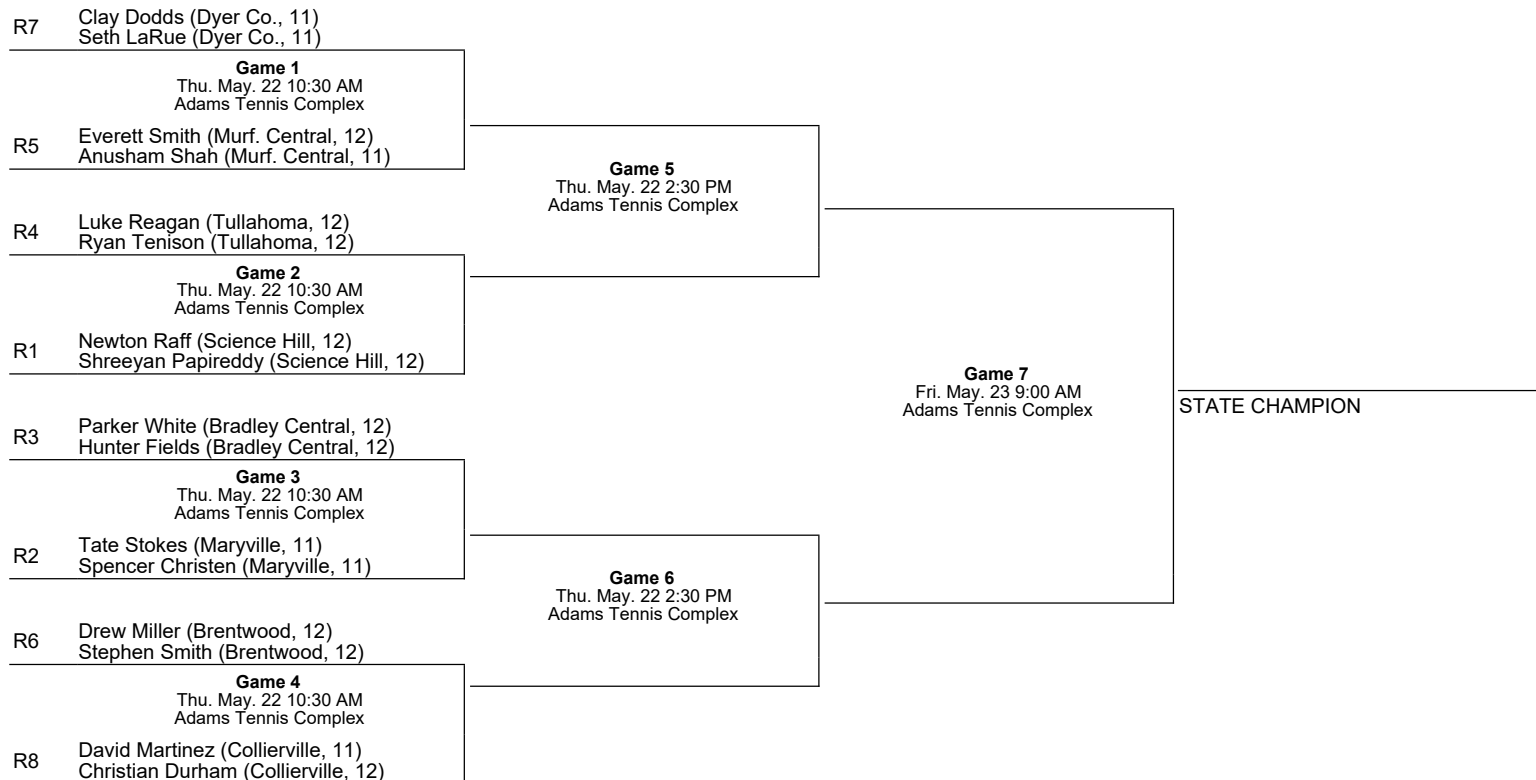 R7
Clay Dodds (Dyer Co., 11)
Seth LaRue (Dyer Co., 11)
Game 1
Thu. May. 22 10:30 AM
Adams Tennis Complex
R5
Everett Smith (Murf. Central, 12)
Anusham Shah (Murf. Central, 11)
R4
Luke Reagan (Tullahoma, 12)
Ryan Tenison (Tullahoma, 12)
Game 2
Thu. May. 22 10:30 AM
Adams Tennis Complex
R1
Newton Raff (Science Hill, 12)
Shreeyan Papireddy (Science Hill, 12)
R3
Parker White (Bradley Central, 12)
Hunter Fields (Bradley Central, 12)
Game 3
Thu. May. 22 10:30 AM
Adams Tennis Complex
R2
Tate Stokes (Maryville, 11)
Spencer Christen (Maryville, 11)
R6
Drew Miller (Brentwood, 12)
Stephen Smith (Brentwood, 12)
Game 4
Thu. May. 22 10:30 AM
Adams Tennis Complex
R8
David Martinez (Collierville, 11)
Christian Durham (Collierville, 12)
Game 5
Thu. May. 22 2:30 PM
Adams Tennis Complex
Game 6
Thu. May. 22 2:30 PM
Adams Tennis Complex
Game 7
Fri. May. 23 9:00 AM
Adams Tennis Complex
STATE CHAMPION